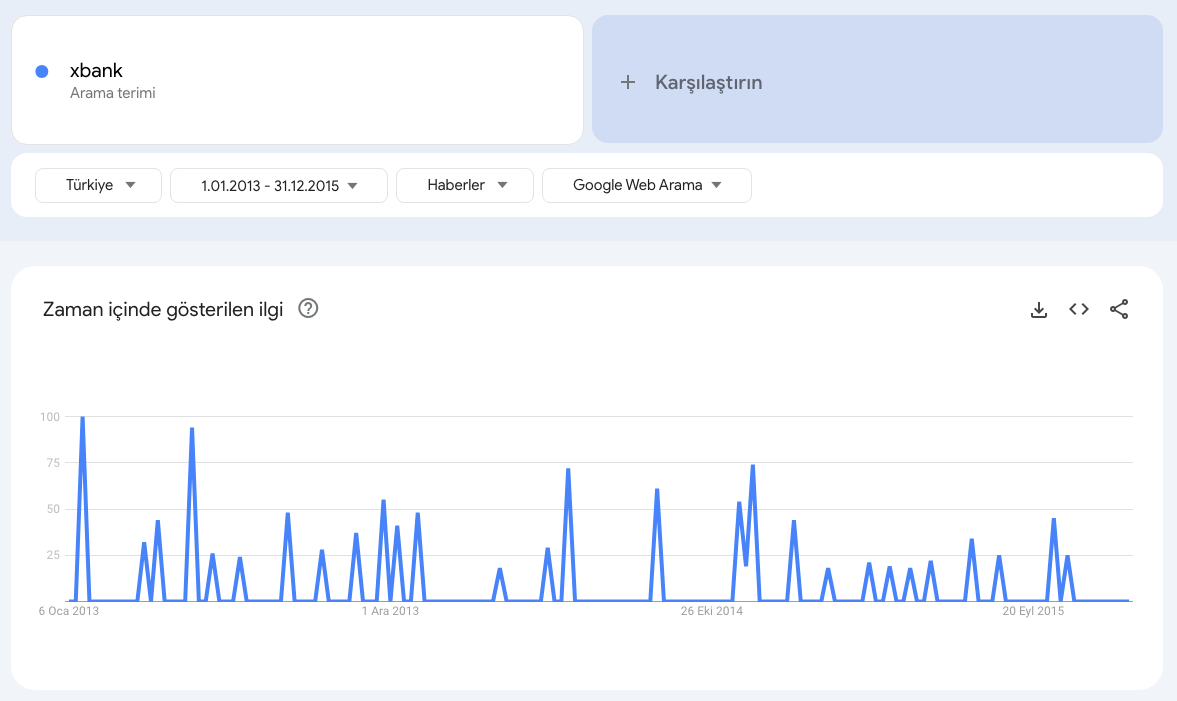 xbank
Arama terimi
+ Karşılaştırın
Türkiye
1.01.2013 - 31.12.2015
Haberler
Google Web Arama
Zaman içinde gösterilen ilgi
100
75
50
25
6 Oca 2013
1 Ara 2013
26 Eki 2014
20 Eyl 2015